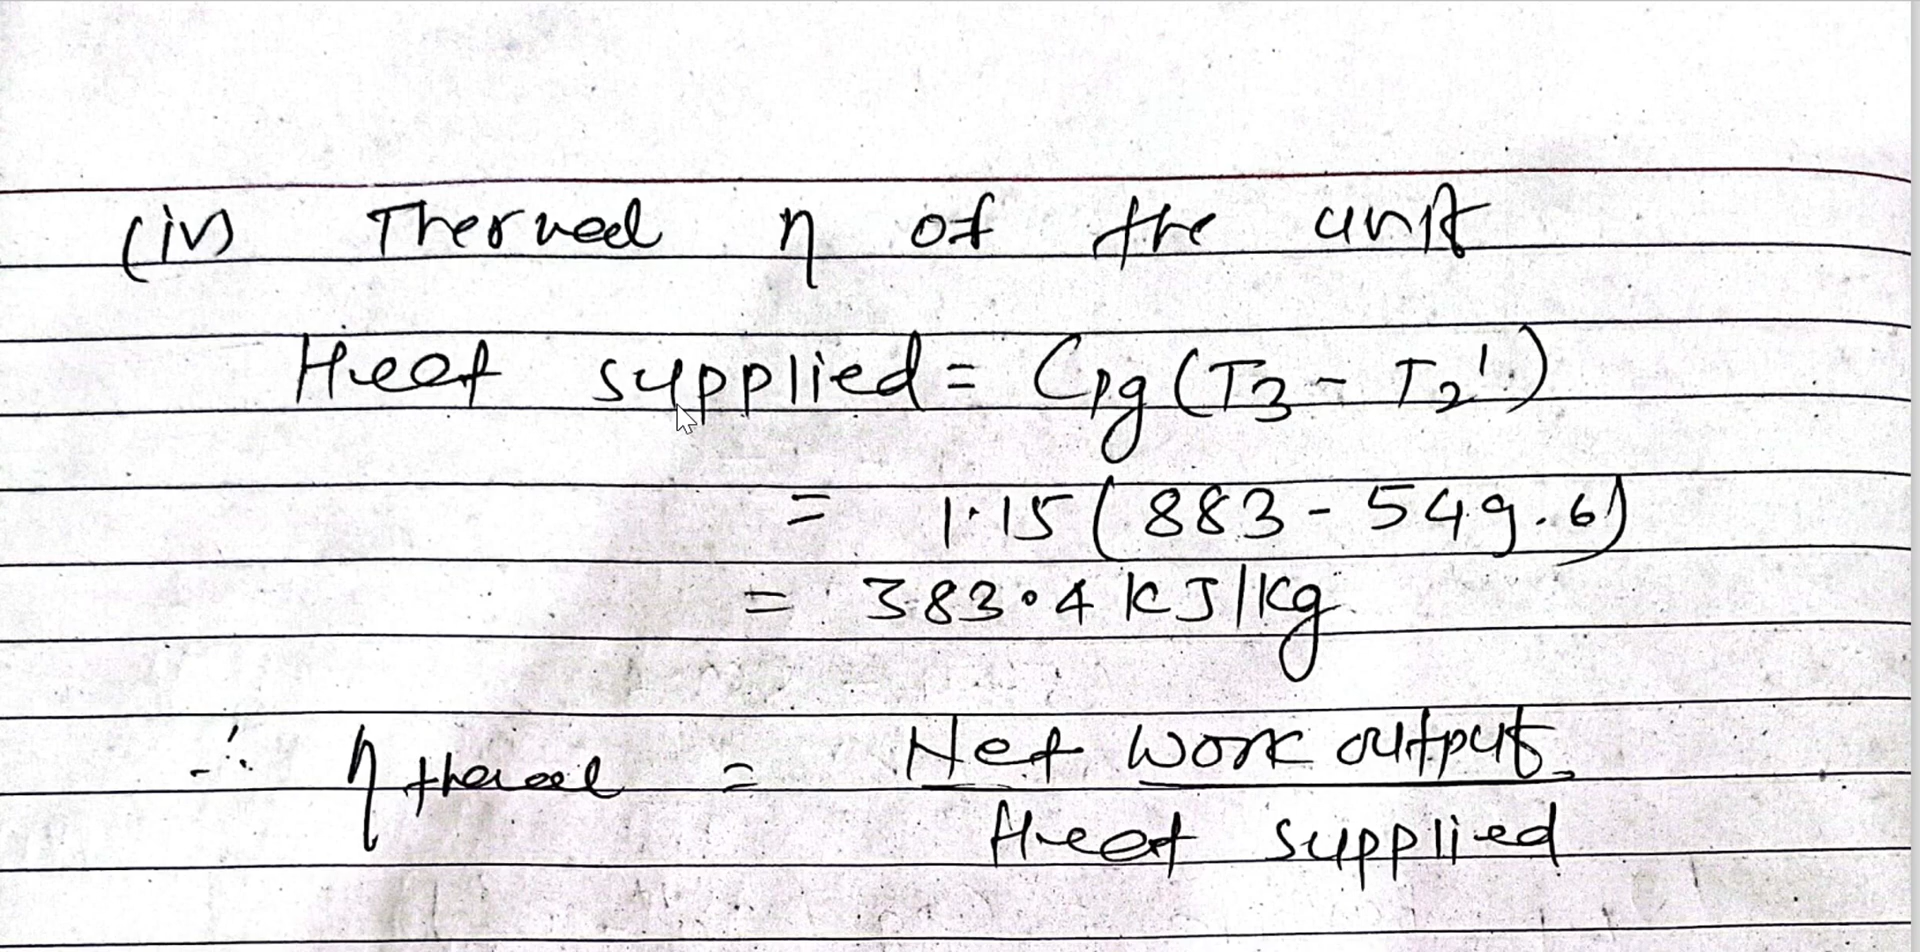 (iv) Thermal η of the unit
Heat supplied = Cpg (T3 - T2')
= 1.15 (883 - 549.6)
= 383.4 kJ/kg
∴ η thermal = Net work output
Heat supplied